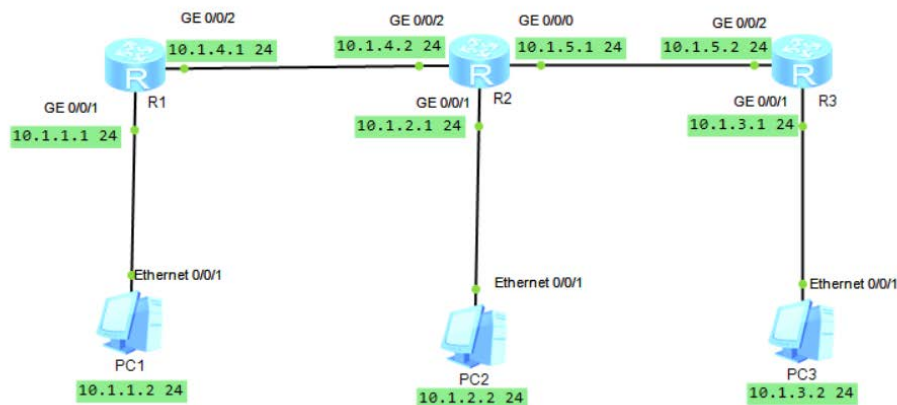 GE 0/0/2
10.1.4.1 24
GE 0/0/2
10.1.4.2 24
GE 0/0/0
10.1.5.1 24
GE 0/0/2
10.1.5.2 24
R
R1
R
R2
R
R3
GE 0/0/1
10.1.1.1 24
GE 0/0/1
10.1.2.1 24
GE 0/0/1
10.1.3.1 24
Ethernet 0/0/1
Ethernet 0/0/1
Ethernet 0/0/1
PC1
10.1.1.2 24
PC2
10.1.2.2 24
PC3
10.1.3.2 24